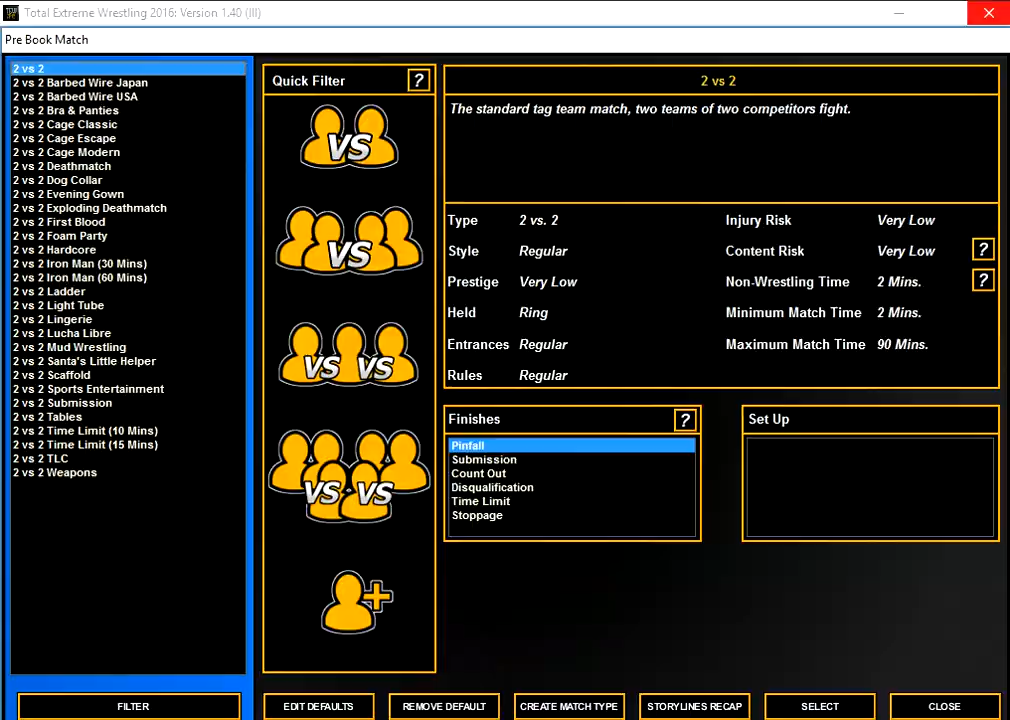 Total Extreme Wrestling 2016: Version 1.40 (III)
Pre Book Match
2 vs 2
2 vs 2 Barbed Wire Japan
2 vs 2 Barbed Wire USA
2 vs 2 Bra & Panties
2 vs 2 Cage Classic
2 vs 2 Cage Escape
2 vs 2 Cage Modern
2 vs 2 Deathmatch
2 vs 2 Dog Collar
2 vs 2 Evening Gown
2 vs 2 Exploding Deathmatch
2 vs 2 First Blood
2 vs 2 Foam Party
2 vs 2 Hardcore
2 vs 2 Iron Man (30 Mins)
2 vs 2 Iron Man (60 Mins)
2 vs 2 Ladder
2 vs 2 Light Tube
2 vs 2 Lingerie
2 vs 2 Lucha Libre
2 vs 2 Mud Wrestling
2 vs 2 Santa's Little Helper
2 vs 2 Scaffold
2 vs 2 Sports Entertainment
2 vs 2 Submission
2 vs 2 Tables
2 vs 2 Time Limit (10 Mins)
2 vs 2 Time Limit (15 Mins)
2 vs 2 TLC
2 vs 2 Weapons
FILTER
Quick Filter ?
VS
VS
VS VS
VS VS
2 vs 2
The standard tag team match, two teams of two competitors fight.
Type 2 vs. 2 Injury Risk Very Low
Style Regular Content Risk Very Low ?
Prestige Very Low Non-Wrestling Time 2 Mins. ?
Held Ring Minimum Match Time 2 Mins.
Entrances Regular Maximum Match Time 90 Mins.
Rules Regular
Finishes ?
Pinfall
Submission
Count Out
Disqualification
Time Limit
Stoppage
Set Up
EDIT DEFAULTS REMOVE DEFAULT CREATE MATCH TYPE STORYLINES RECAP SELECT CLOSE